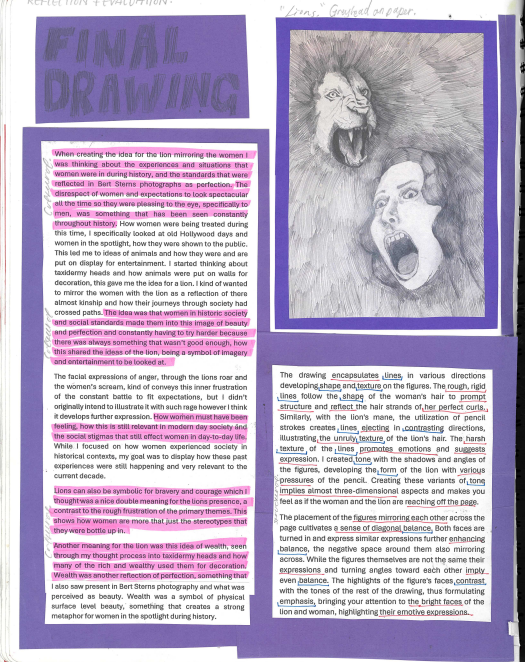 REFLECTION + EVALUATION.
"Lions." Graylead on paper.
FINAL
DRAWING
When creating the idea for the lion mirroring the women I
was thinking about the experiences and situations that
women were in during history, and the standards that were
reflected in Bert Sterns photographs as perfection. The
disrespect of women and expectations to look spectacular
all the time so they were pleasing to the eye, specifically to
men, was something that has been seen constantly
throughout history. How women were being treated during
this time, I specifically looked at old Hollywood days and
women in the spotlight, how they were shown to the public.
This led me to ideas of animals and how they were and are
put on display for entertainment. I started thinking about
taxidermy heads and how animals were put on walls for
decoration, this gave me the idea for a lion. I kind of wanted
to mirror the women with the lion as a reflection of there
almost kinship and how their journeys through society had
crossed paths. The idea was that women in historic society
and social standards made them into this image of beauty
and perfection and constantly having to try harder because
there was always something that wasn't good enough, how
this shared the ideas of the lion, being a symbol of imagery
and entertainment to be looked at.
The facial expressions of anger, through the lions roar and
the women's scream, kind of conveys this inner frustration
of the constant battle to fit expectations, but I didn't
originally intend to illustrate it with such rage however I think
it develops further expression. How women must have been
feeling, how this is still relevant in modern day society and
the social stigmas that still effect women in day-to-day life.
While I focused on how women experienced society in
historical contexts, my goal was to display how these past
experiences were still happening and very relevant to the
current decade.
Lions can also be symbolic for bravery and courage which I
thought was a nice double meaning for the lions presence, a
contrast to the rough frustration of the primary themes. This
shows how women are more that just the stereotypes that
they were bottle up in.
Another meaning for the lion was this idea of wealth, seen
through my thought process into taxidermy heads and how
many of the rich and wealthy used them for decoration.
Wealth was another reflection of perfection, something that
I also saw present in Bert Sterns photography and what was
perceived as beauty. Wealth was a symbol of physical
surface level beauty, something that creates a strong
metaphor for women in the spotlight during history.
The drawing encapsulates lines, in various directions
developing shape and texture on the figures. The rough, rigid
lines follow the shape of the woman's hair to prompt
structure and reflect the hair strands of her perfect curls.
Similarly, with the lion's mane, the utilization of pencil
strokes creates lines ejecting in contrasting directions,
illustrating the unruly texture of the lion's hair. The harsh
texture of the lines promotes emotions and suggests
expression. I created tone with the shadows and angles of
the figures, developing the form of the lion with various
pressures of the pencil. Creating these variants of tone
implies almost three-dimensional aspects and makes you
feel as if the woman and the lion are reaching off the page.
The placement of the figures mirroring each other across the
page cultivates a sense of diagonal balance. Both faces are
turned in and express similar expressions further enhancing
balance, the negative space around them also mirroring
across. While the figures themselves are not the same their
expressions and turning angles toward each other imply
even balance. The highlights of the figure's faces contrast
with the tones of the rest of the drawing, thus formulating
emphasis, bringing your attention to the bright faces of the
lion and woman, highlighting their emotive expressions.